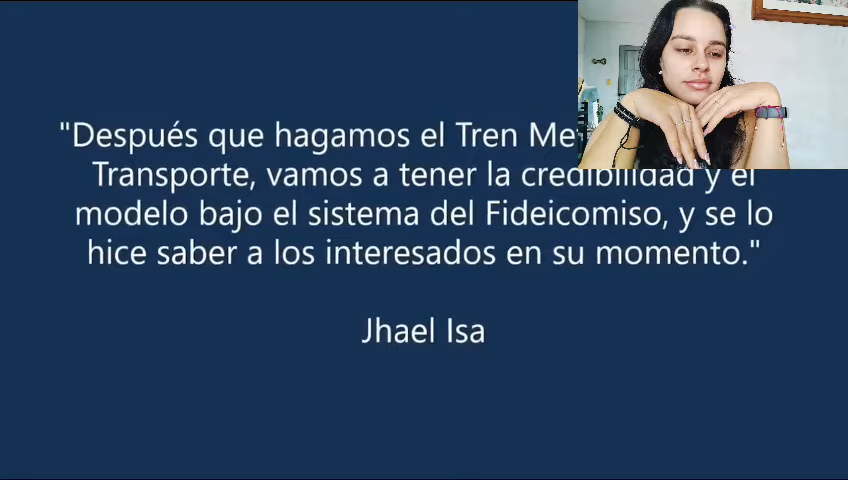 "Después que hagamos el Tren
Transporte, vamos a tener la credibilidad y el
modelo bajo el sistema del Fideicomiso, y se lo
hice saber a los interesados en su momento."
Jhael Isa